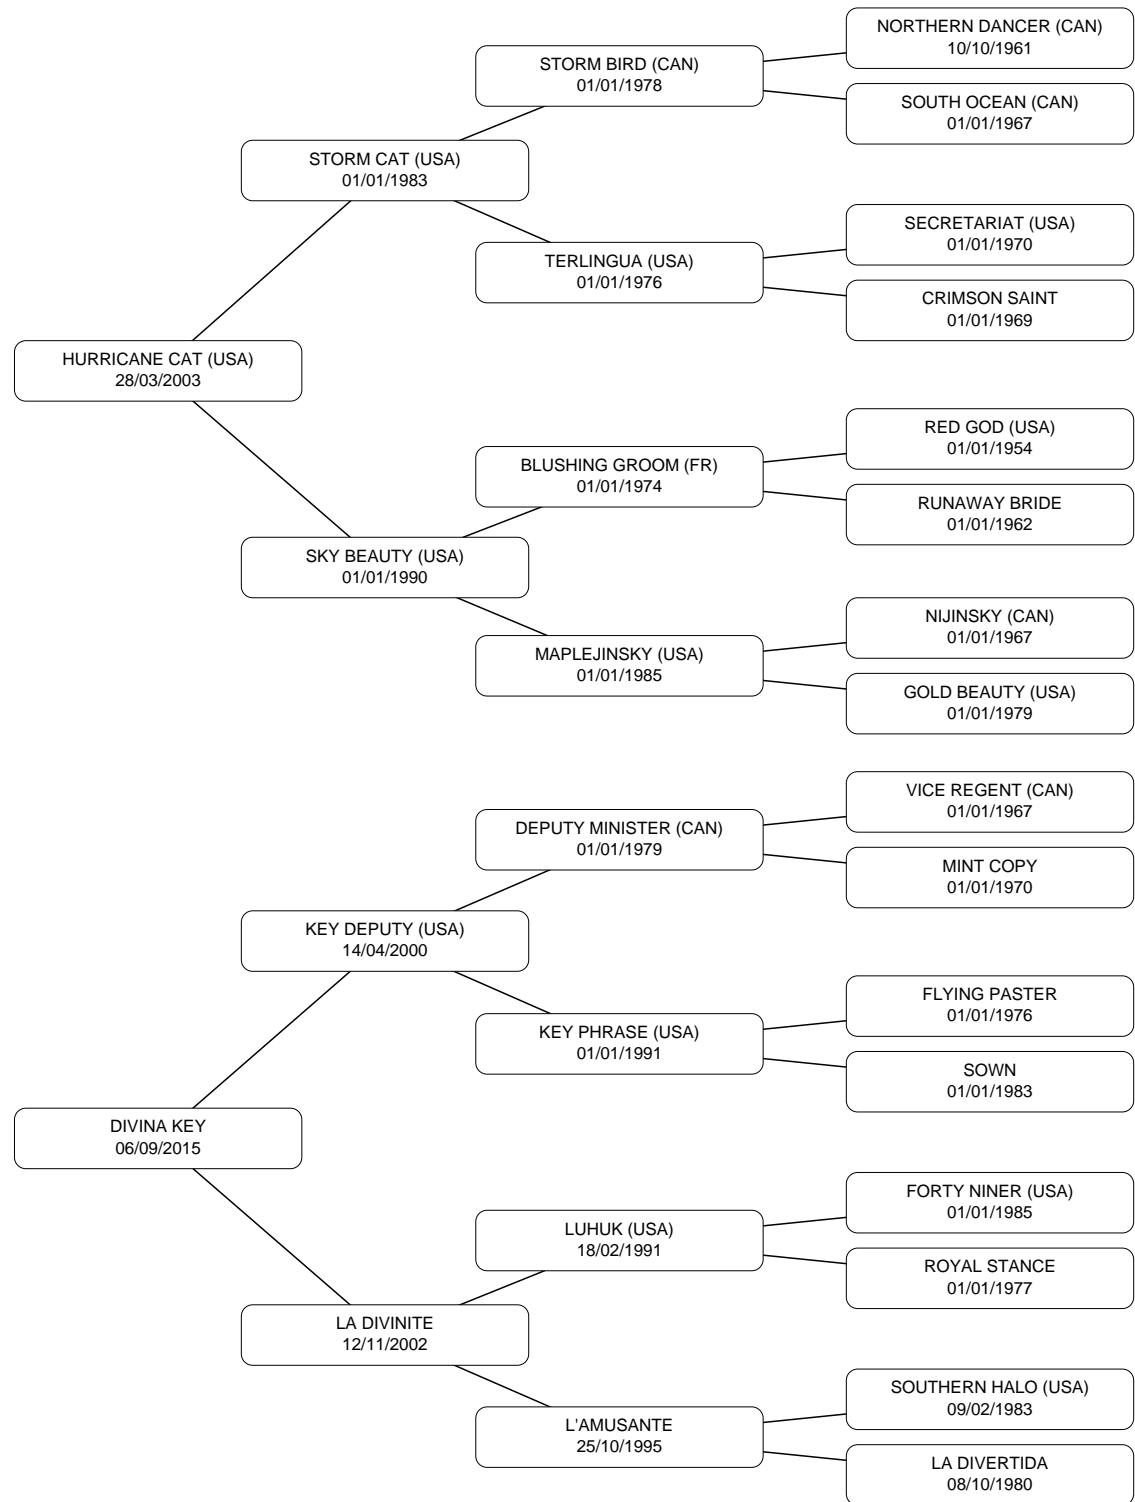 NORTHERN DANCER (CAN)
10/10/1961
STORM BIRD (CAN)
01/01/1978
SOUTH OCEAN (CAN)
01/01/1967
STORM CAT (USA)
01/01/1983
SECRETARIAT (USA)
01/01/1970
TERLINGUA (USA)
01/01/1976
CRIMSON SAINT
01/01/1969
HURRICANE CAT (USA)
28/03/2003
RED GOD (USA)
01/01/1954
BLUSHING GROOM (FR)
01/01/1974
RUNAWAY BRIDE
01/01/1962
SKY BEAUTY (USA)
01/01/1990
NIJINSKY (CAN)
01/01/1967
MAPLEJINSKY (USA)
01/01/1985
GOLD BEAUTY (USA)
01/01/1979
VICE REGENT (CAN)
01/01/1967
DEPUTY MINISTER (CAN)
01/01/1979
MINT COPY
01/01/1970
KEY DEPUTY (USA)
14/04/2000
FLYING PASTER
01/01/1976
KEY PHRASE (USA)
01/01/1991
SOWN
01/01/1983
DIVINA KEY
06/09/2015
FORTY NINER (USA)
01/01/1985
LUHUK (USA)
18/02/1991
ROYAL STANCE
01/01/1977
LA DIVINITE
12/11/2002
SOUTHERN HALO (USA)
09/02/1983
L'AMUSANTE
25/10/1995
LA DIVERTIDA
08/10/1980